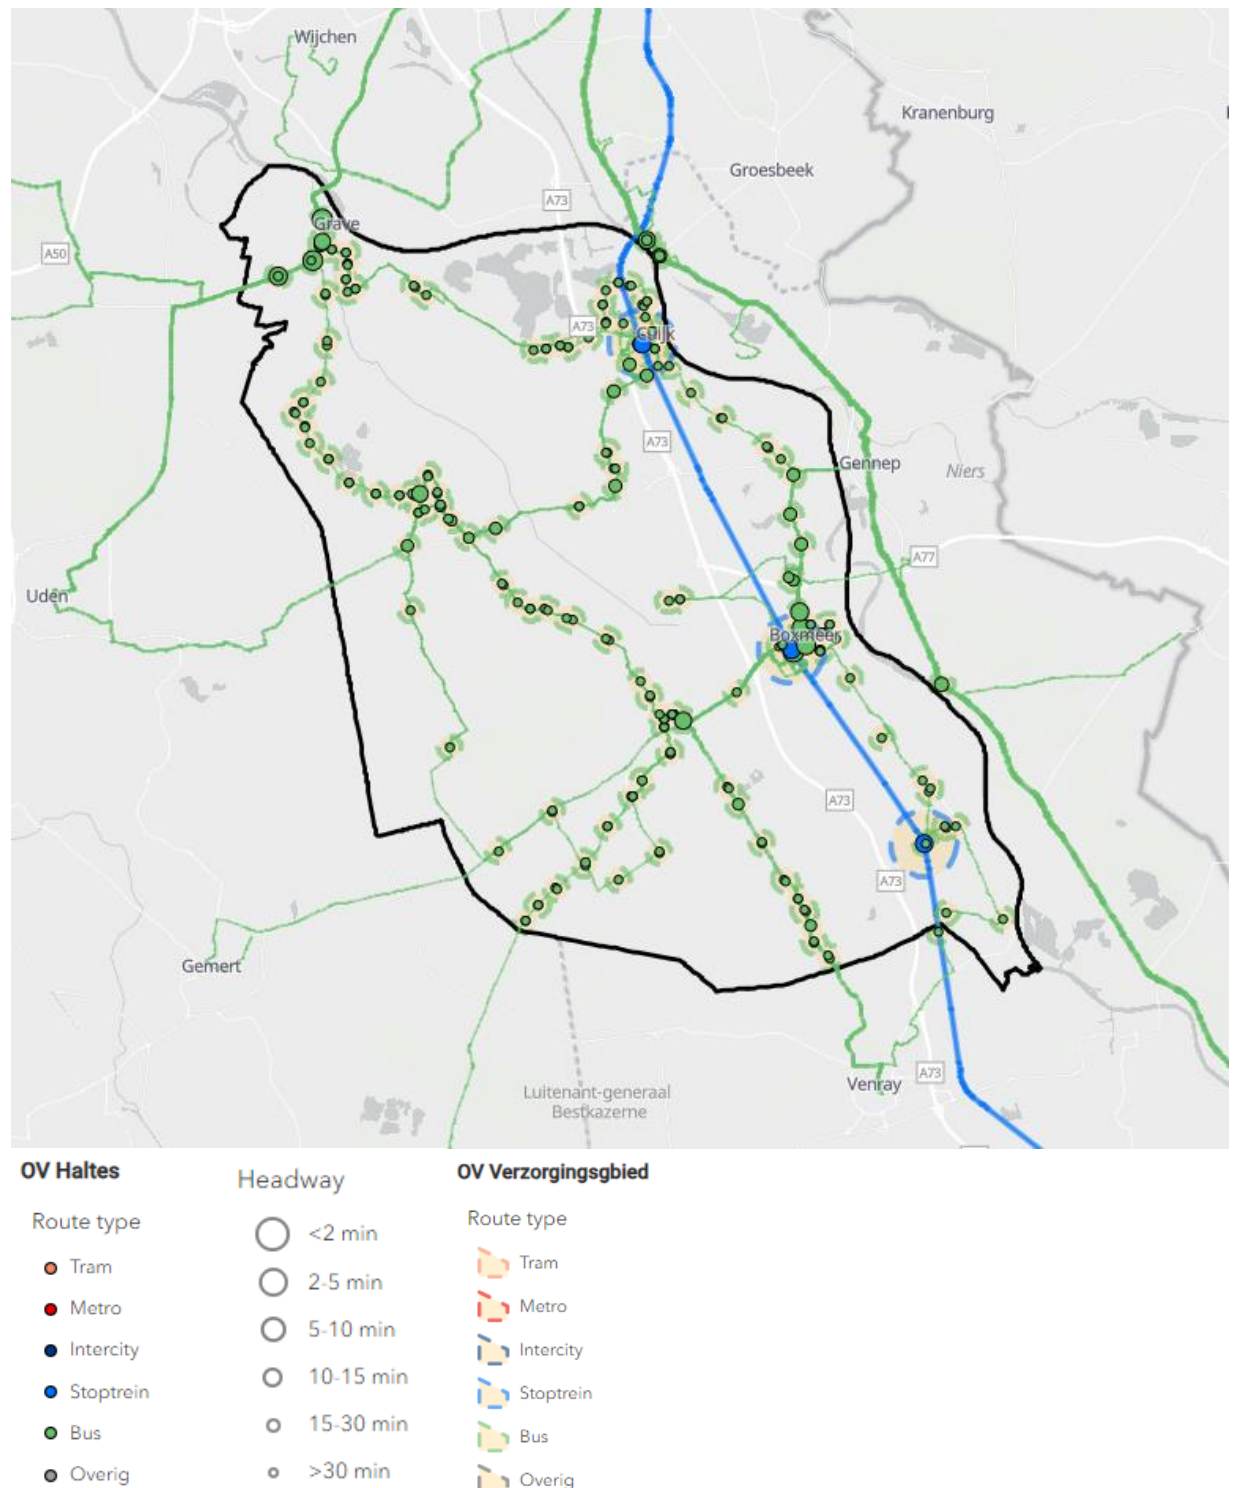 Wijchen
Kranenburg
Groesbeek
A73
Grave
A50
A73
Cuijk
A73
Gennep
Niers
A77
Uden
Boxmeer
A73
A73
Gemert
A73
Venray
Luitenant-generaal
Bestkazerne
OV Haltes
Route type
Tram
Metro
Intercity
Stoptrein
Bus
Overig
Headway
<2 min
2-5 min
5-10 min
10-15 min
15-30 min
>30 min
OV Verzorgingsgbied
Route type
Tram
Metro
Intercity
Stoptrein
Bus
Overig